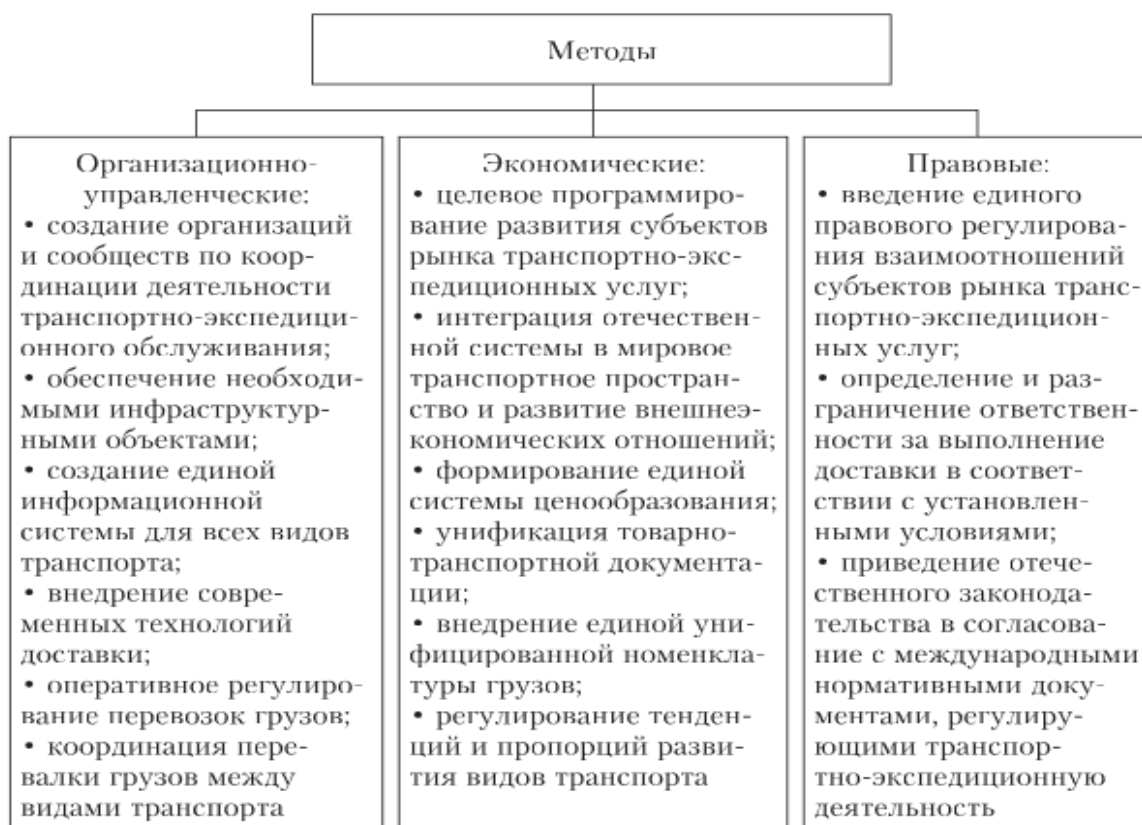 Методы
Организационно-
управленческие:
• создание организаций
и сообществ по коор-
динации деятельности
транспортно-экспедици-
онного обслуживания;
• обеспечение необходи-
мыми инфраструктур-
ными объектами;
• создание единой
информационной
системы для всех видов
транспорта;
• внедрение совре-
менных технологий
доставки;
• оперативное регулиро-
вание перевозок грузов;
• координация пере-
валки грузов между
видами транспорта
Экономические:
• целевое программиро-
вание развития субъектов
рынка транспортно-экс-
педиционных услуг;
• интеграция отечествен-
ной системы в мировое
транспортное простран-
ство и развитие внешнеэ-
кономических отношений;
• формирование единой
системы ценообразования;
• унификация товарно-
транспортной документа-
ции;
• внедрение единой уни-
фицированной номенкла-
туры грузов;
• регулирование тенден-
ций и пропорций разви-
тия видов транспорта
Правовые:
• введение единого
правового регулирова-
ния взаимоотношений
субъектов рынка транс-
портно-экспедицион-
ных услуг;
• определение и раз-
граничение ответствен-
ности за выполнение
доставки в соответ-
ствии с установлен-
ными условиями;
• приведение отече-
ственного законода-
тельства в согласова-
ние с международными
нормативными доку-
ментами, регулиру-
ющими транспор-
тно-экспедиционную
деятельность